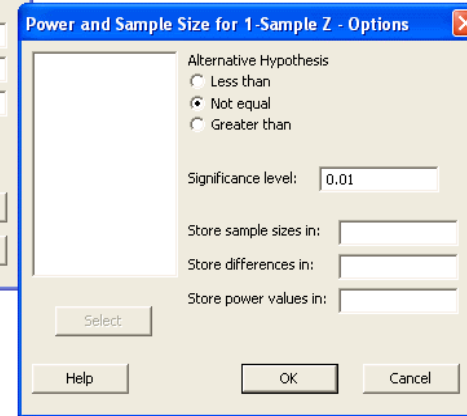 Power and Sample Size for 1-Sample Z - Options
Alternative Hypothesis
Less than
Not equal
Greater than
Significance level: 0.01
Store sample sizes in:
Store differences in:
Store power values in:
Select
Help OK Cancel